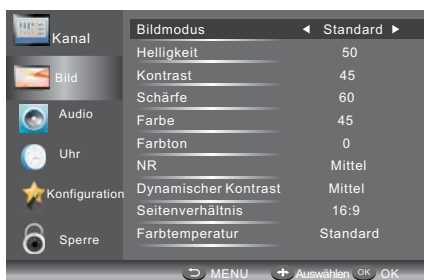 Kanal
Bild
Audio
Uhr
Konfiguration
Sperre
Bildmodus Standard
Helligkeit 50
Kontrast 45
Schärfe 60
Farbe 45
Farbton 0
NR Mittel
Dynamischer Kontrast Mittel
Seitenverhältnis 16:9
Farbtemperatur Standard
MENU Auswählen OK OK